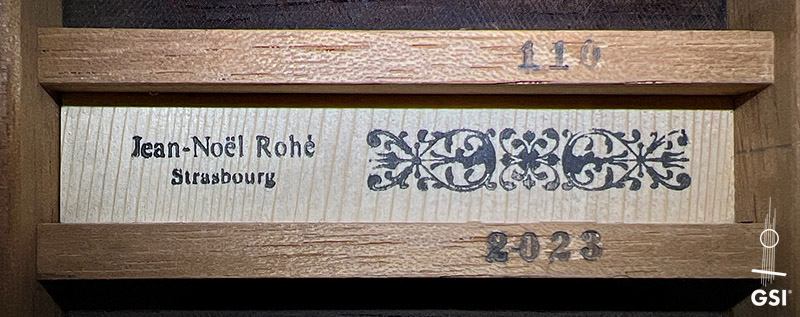 110
Jean-Noël Rohé
Strasbourg
2023
GSI